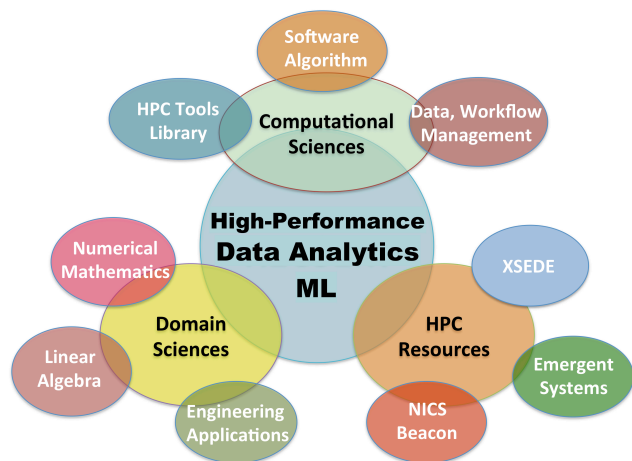 Software
Algorithm
HPC Tools
Library
Computational
Sciences
Data, Workflow
Management
High-Performance
Data Analytics
ML
Numerical
Mathematics
Domain
Sciences
Linear
Algebra
Engineering
Applications
XSEDE
HPC
Resources
Emergent
Systems
NICS
Beacon